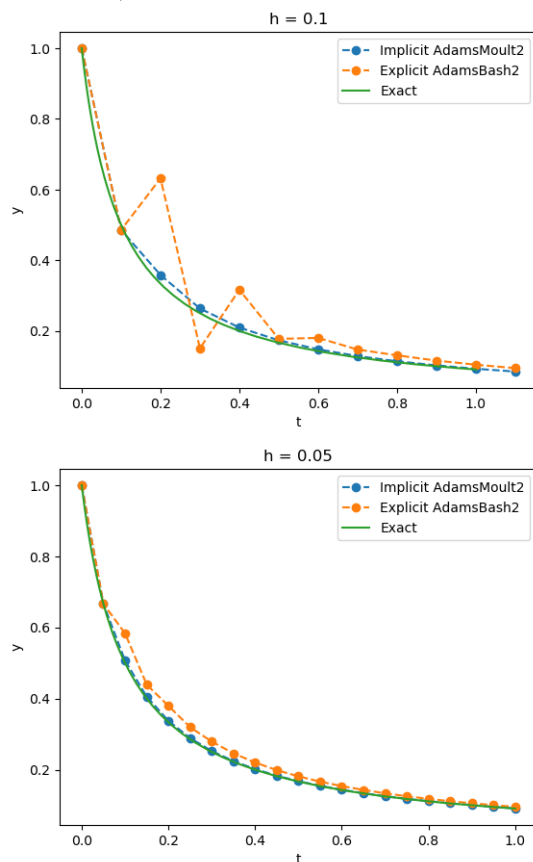 h = 0.1
Implicit AdamsMoult2
Explicit AdamsBash2
Exact
1.0
0.8
0.6
y
0.4
0.2
0.0 0.2 0.4 0.6 0.8 1.0
t
h = 0.05
Implicit AdamsMoult2
Explicit AdamsBash2
Exact
1.0
0.8
0.6
y
0.4
0.2
0.0 0.2 0.4 0.6 0.8 1.0
t